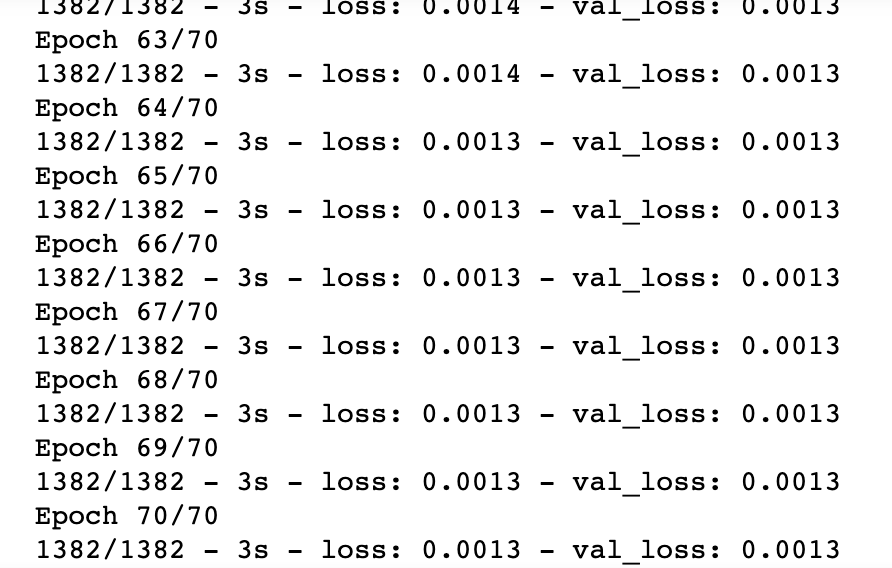 1382/1382 - 3s - loss: 0.0014 - val_loss: 0.0013
Epoch 63/70
1382/1382 - 3s - loss: 0.0014 - val_loss: 0.0013
Epoch 64/70
1382/1382 - 3s - loss: 0.0013 - val_loss: 0.0013
Epoch 65/70
1382/1382 - 3s - loss: 0.0013 - val_loss: 0.0013
Epoch 66/70
1382/1382 - 3s - loss: 0.0013 - val_loss: 0.0013
Epoch 67/70
1382/1382 - 3s - loss: 0.0013 - val_loss: 0.0013
Epoch 68/70
1382/1382 - 3s - loss: 0.0013 - val_loss: 0.0013
Epoch 69/70
1382/1382 - 3s - loss: 0.0013 - val_loss: 0.0013
Epoch 70/70
1382/1382 - 3s - loss: 0.0013 - val_loss: 0.0013